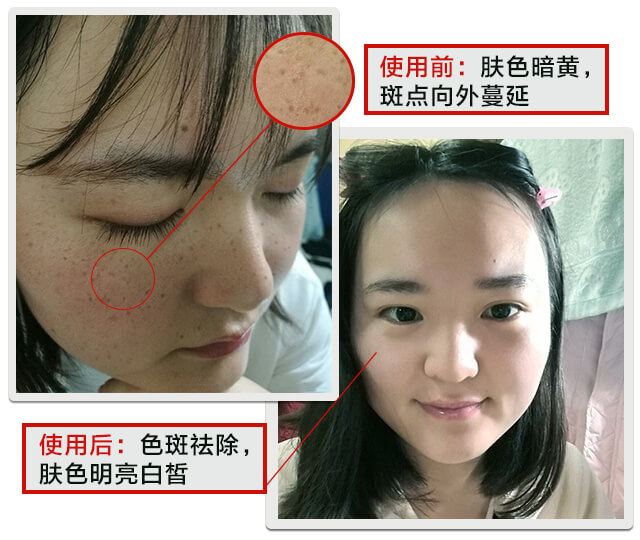 使用前：肤色暗黄，
斑点向外蔓延
使用后：色斑祛除，
肤色明亮白皙